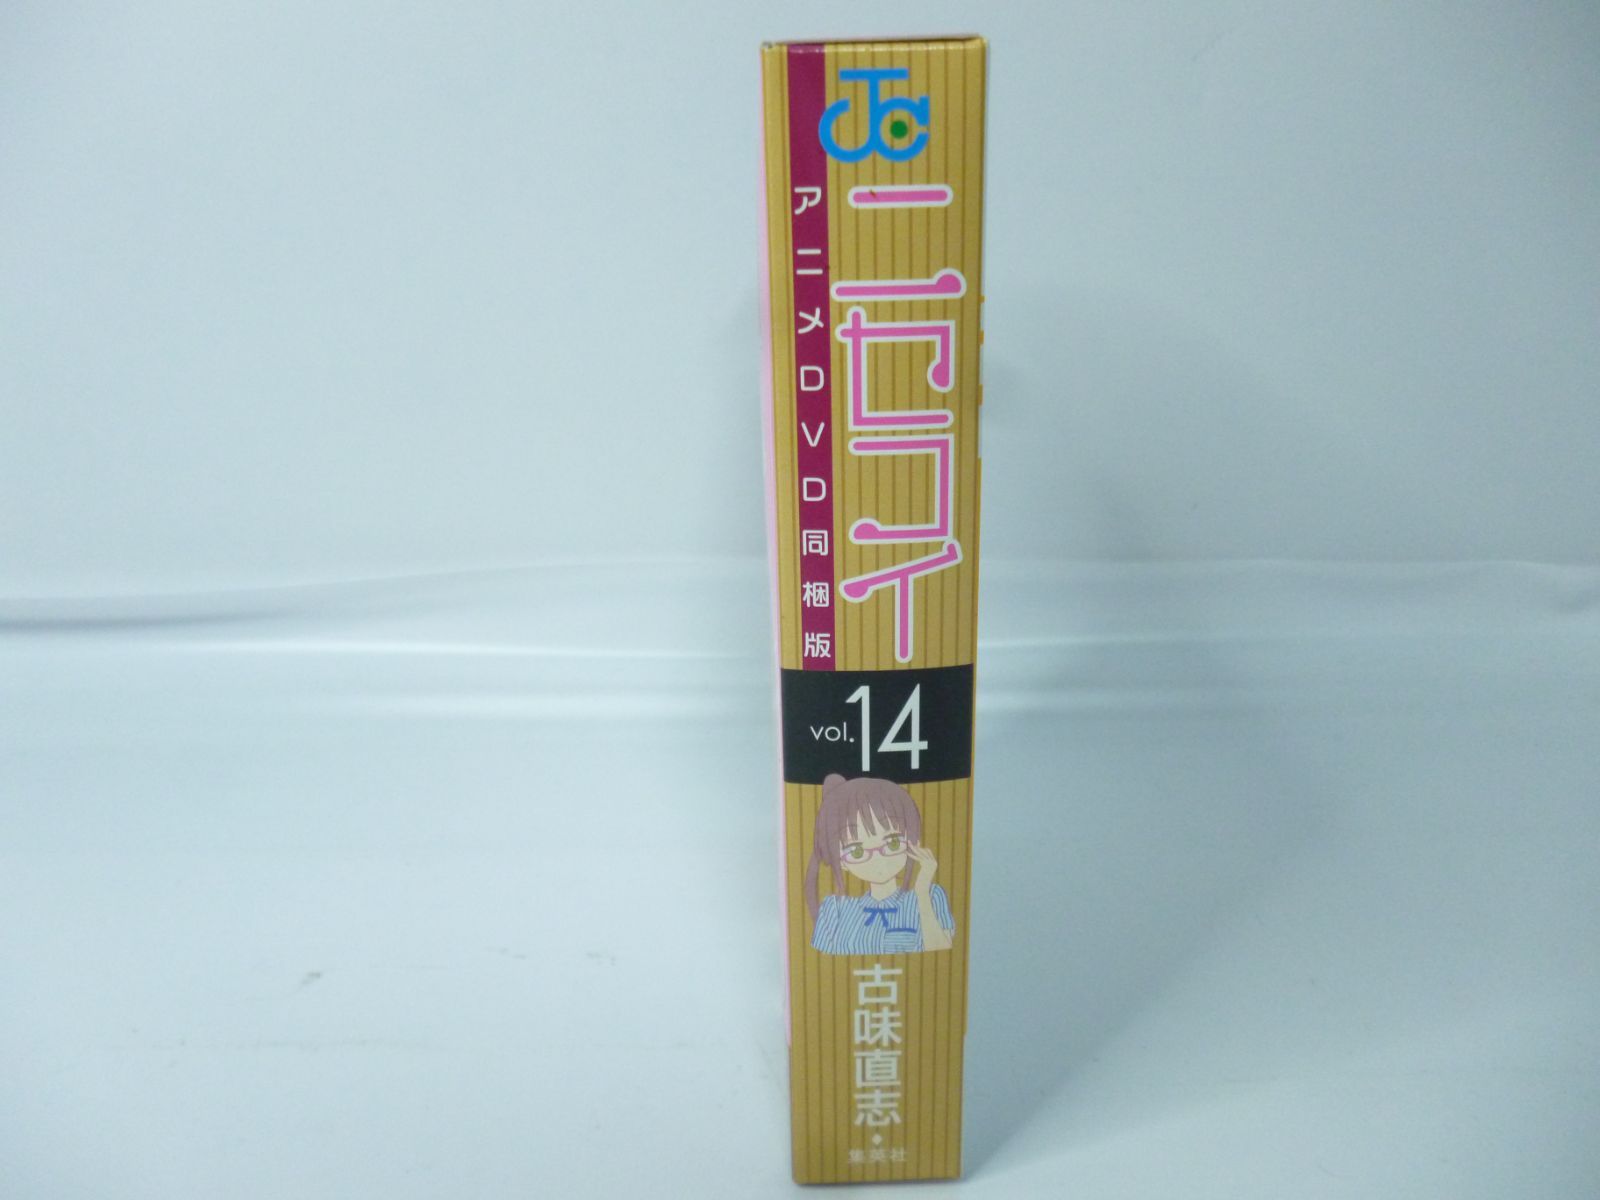 JC
アニメDVD同梱版
ニセコイ
vol.14
古味直志・
集英社